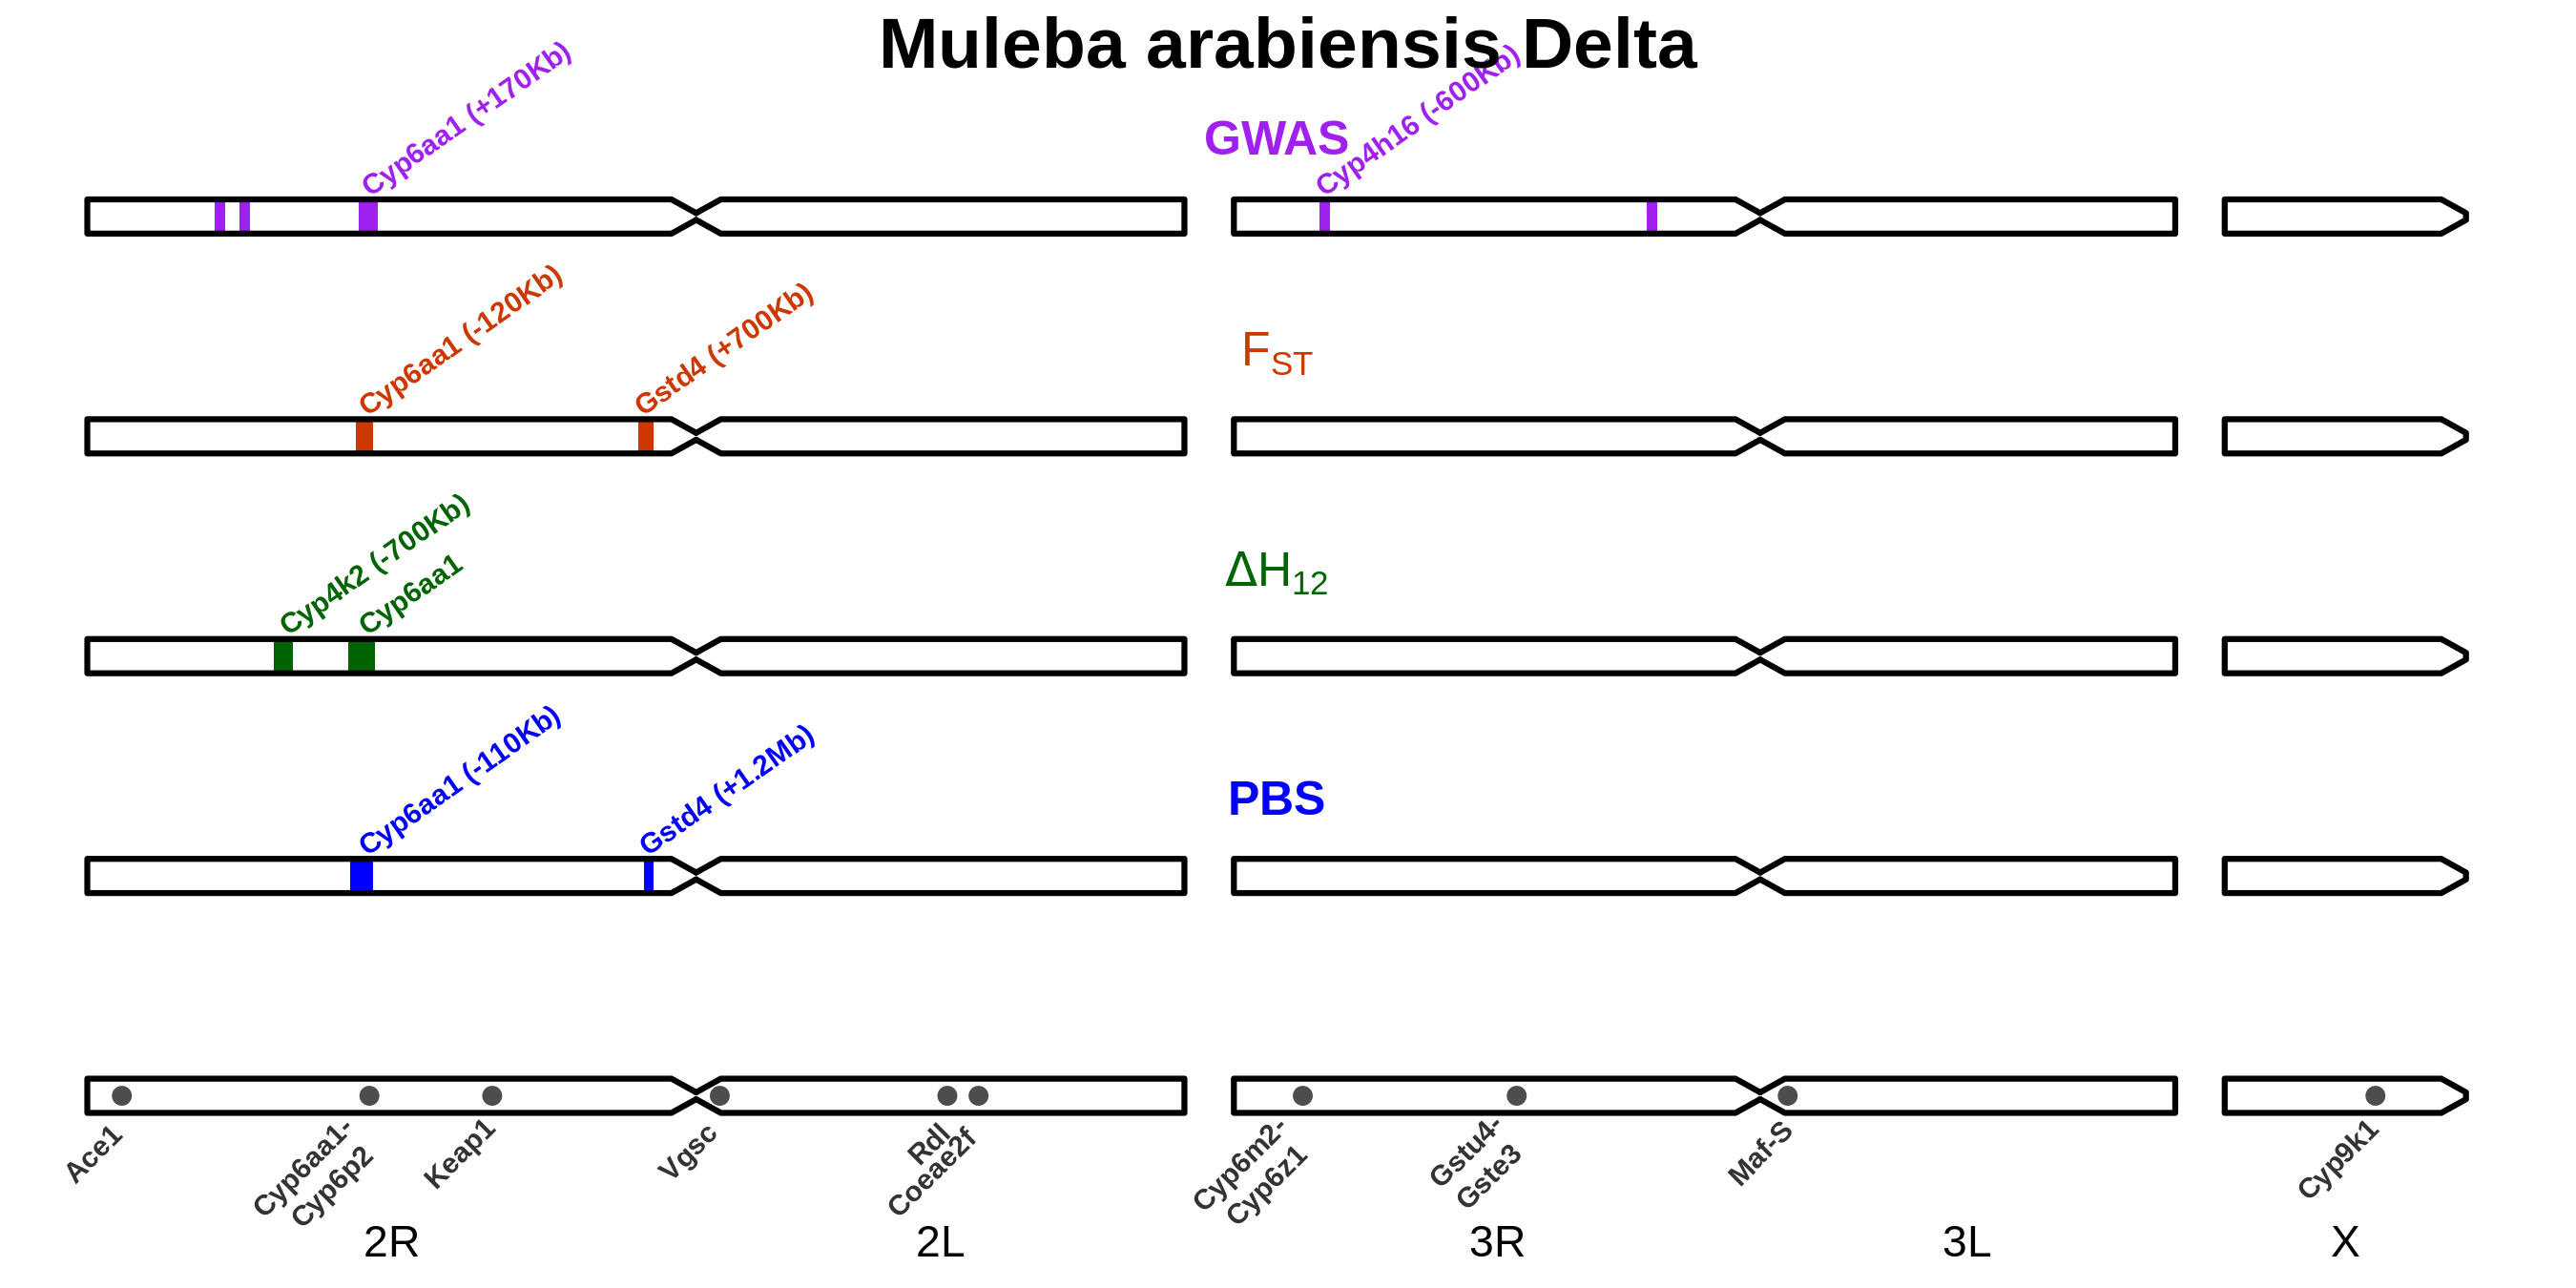 Muleba arabiensis Delta
GWAS
Cyp6aa1 (+170Kb)
Cyp4h16 (-600Kb)
FST
Cyp6aa1 (-120Kb)
Gstd4 (+700Kb)
ΔH12
Cyp4k2 (-700Kb)
Cyp6aa1
PBS
Cyp6aa1 (-110Kb)
Gstd4 (+1.2Mb)
Ace1
Cyp6aa1-
Cyp6p2
Keap1
Vgsc
Rdl
Coeae2f
Cyp6m2-
Cyp6z1
Gstu4-
Gste3
Maf-S
Cyp9k1
2R
2L
3R
3L
X